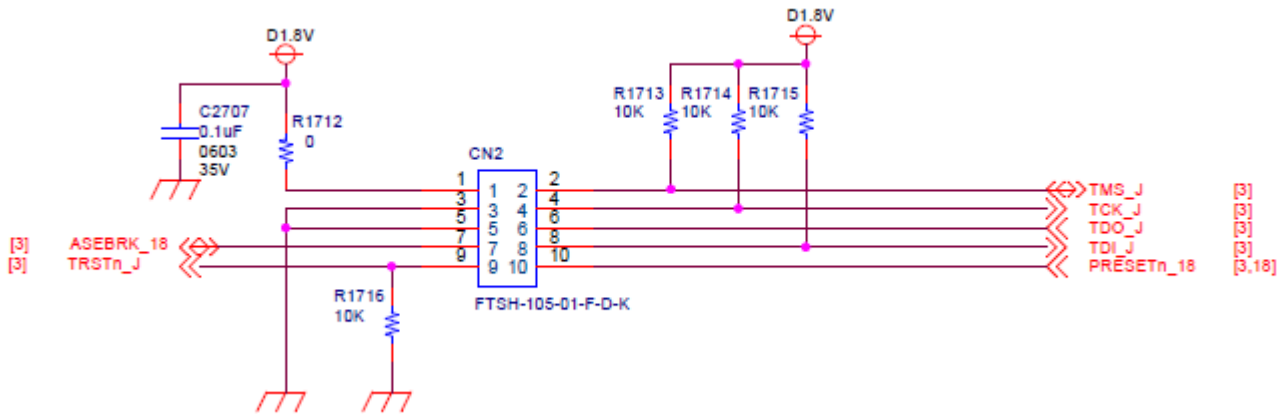 D1.8V
D1.8V
C2707
0.1uF
0603
35V
R1712
0
R1713
10K
R1714
10K
R1715
10K
CN2
1 1 2 2
3 3 4 4
5 5 6 6
7 7 8 8
9 9 10 10
TMS_J [3]
TCK_J [3]
TDO_J [3]
[3] ASEBRK_18
TDI_J [3]
[3] TRSTn_J
PRESETn_18 [3,18]
R1716
10K
FTSH-105-01-F-D-K